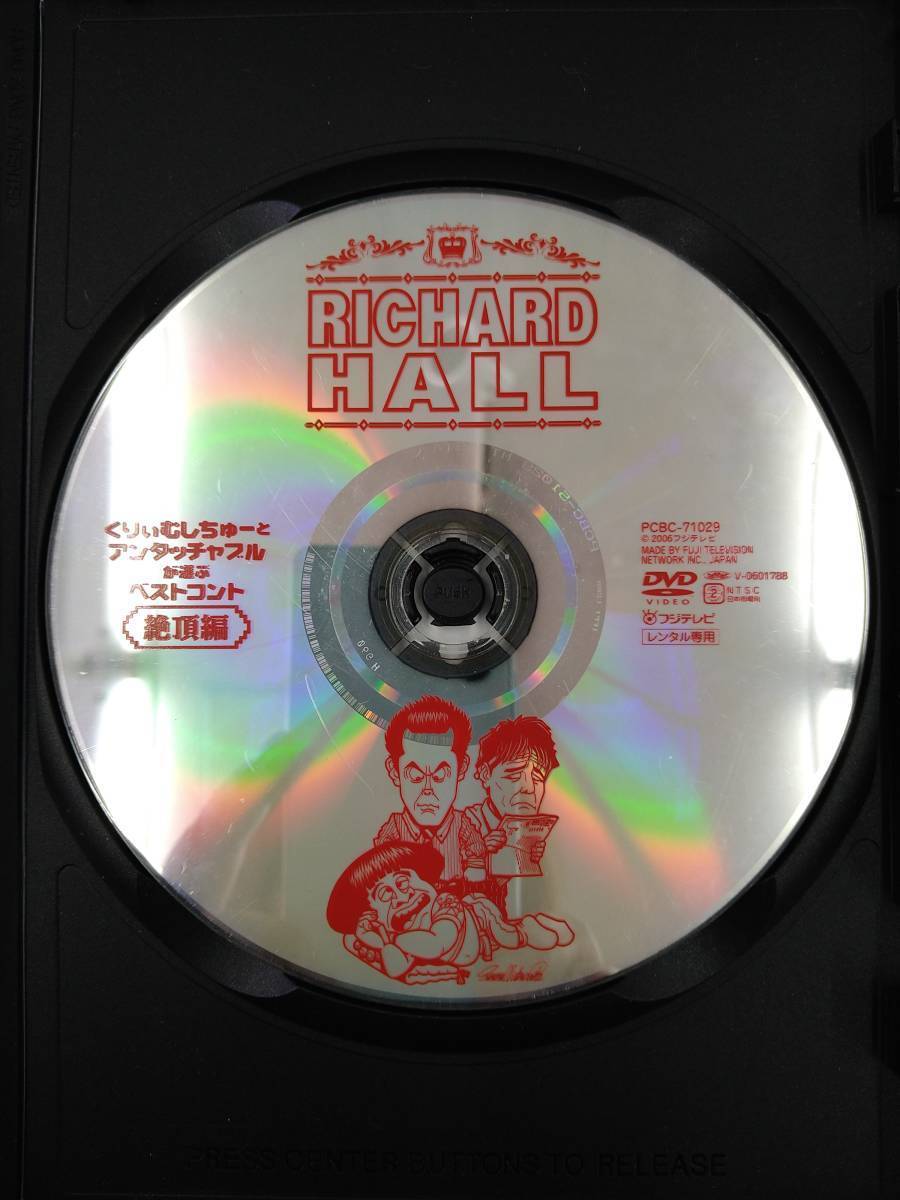 RICHARD
HALL
くりぃむしちゅーと
アンタッチャブル
が選ぶ
ベストコント
絶頂編
PCBC-71029
© 2006フジテレビ
MADE BY FUJI TELEVISION
NETWORK INC., JAPAN
DVD
VIDEO
V-0601788
2
NTSC
日本市場向
フジテレビ
レンタル専用
PUSH
PRESS CENTER BUTTONS TO RELEASE